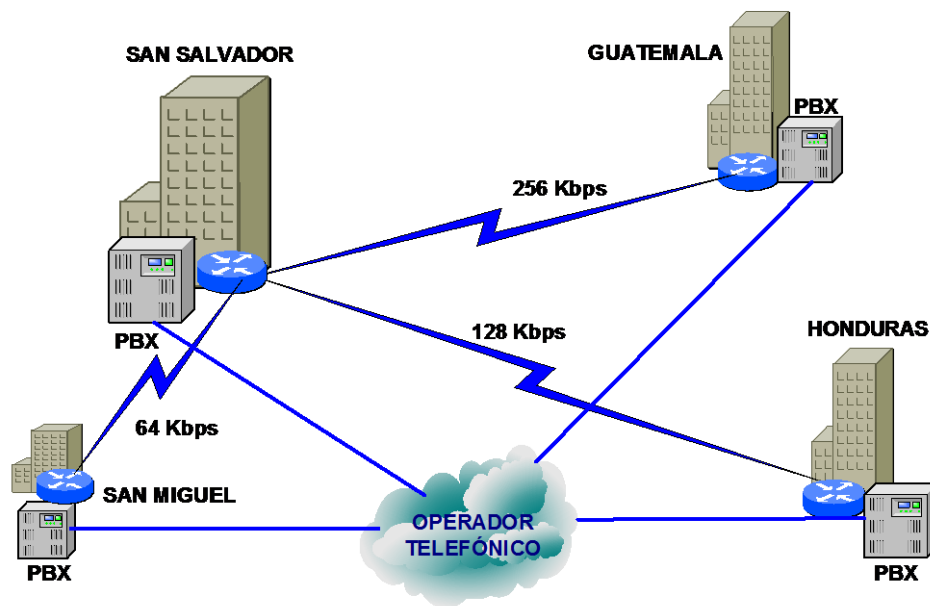 SAN SALVADOR
GUATEMALA
PBX
256 Kbps
PBX
128 Kbps
HONDURAS
64 Kbps
SAN MIGUEL
OPERADOR
TELEFÓNICO
PBX
PBX